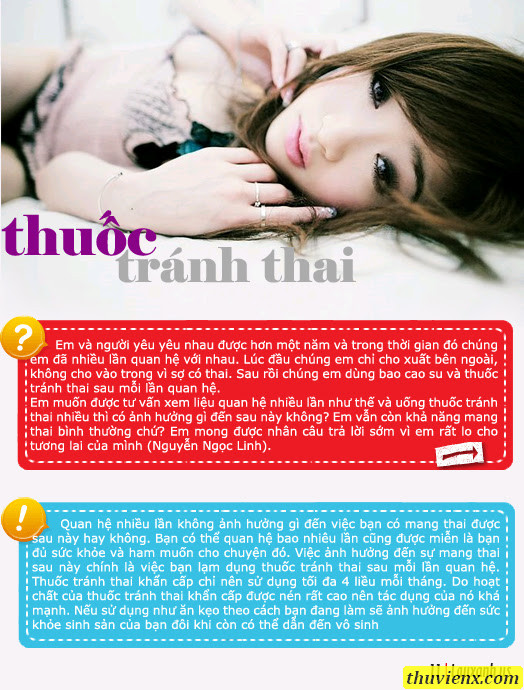 thuốc
tránh thai
?
Em và người yêu yêu nhau được hơn một năm và trong thời gian đó chúng
em đã nhiều lần quan hệ với nhau. Lúc đầu chúng em chỉ cho xuất bên ngoài,
không cho vào trong vì sợ có thai. Sau rồi chúng em dùng bao cao su và thuốc
tránh thai sau mỗi lần quan hệ.
Em muốn được tư vấn xem liệu quan hệ nhiều lần như thế và uống thuốc tránh
thai nhiều thì có ảnh hưởng gì đến sau này không? Em vẫn còn khả năng mang
thai bình thường chứ? Em mong được nhân câu trả lời sớm vì em rất lo cho
tương lai của mình (Nguyễn Ngọc Linh).
!
Quan hệ nhiều lần không ảnh hưởng gì đến việc bạn có mang thai được
sau này hay không. Bạn có thể quan hệ bao nhiêu lần cũng được miễn là bạn
đủ sức khỏe và ham muốn cho chuyện đó. Việc ảnh hưởng đến sự mang thai
sau này chính là việc bạn lạm dụng thuốc tránh thai sau mỗi lần quan hệ.
Thuốc tránh thai khẩn cấp chỉ nên sử dụng tối đa 4 liều mỗi tháng. Do hoạt
chất của thuốc tránh thai khẩn cấp được nén rất cao nên tác dụng của nó khá
mạnh. Nếu sử dụng như ăn kẹo theo cách bạn đang làm sẽ ảnh hưởng đến sức
khỏe sinh sản của bạn đôi khi còn có thể dẫn đến vô sinh
thuvienx.com